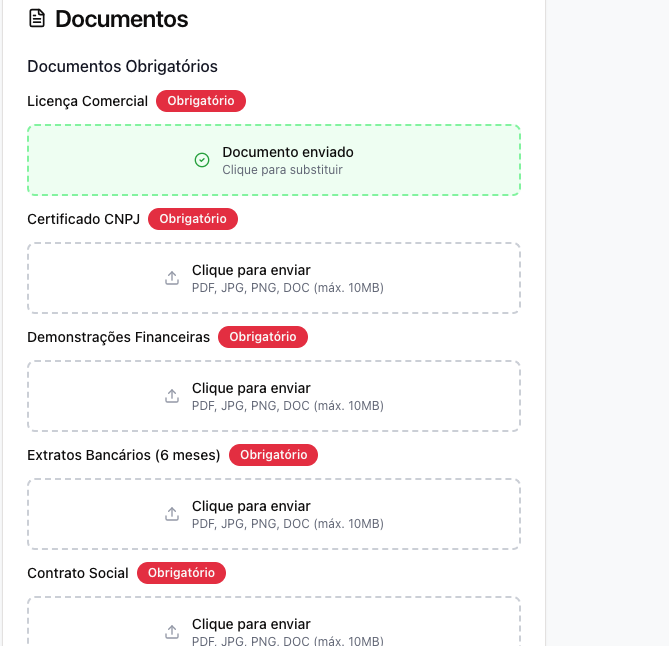 Documentos
Documentos Obrigatórios
Licença Comercial Obrigatório
Documento enviado
Clique para substituir
Certificado CNPJ Obrigatório
Clique para enviar
PDF, JPG, PNG, DOC (máx. 10MB)
Demonstrações Financeiras Obrigatório
Clique para enviar
PDF, JPG, PNG, DOC (máx. 10MB)
Extratos Bancários (6 meses) Obrigatório
Clique para enviar
PDF, JPG, PNG, DOC (máx. 10MB)
Contrato Social Obrigatório
Clique para enviar
PDF, JPG, PNG, DOC (máx. 10MB)